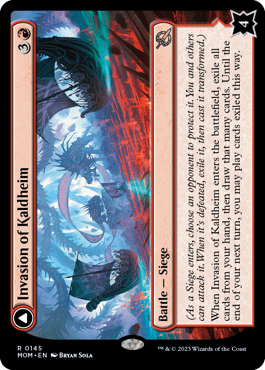 Invasion of Kaldheim
3
Battle — Siege
(As a Siege enters, choose an opponent to protect it. You and others
can attack it. When it's defeated, exile it, then cast it transformed.)
When Invasion of Kaldheim enters the battlefield, exile all
cards from your hand, then draw that many cards. Until the
end of your next turn, you may play cards exiled this way.
4
R 0145
MOM • EN BRYAN SOLA
™ & © 2023 Wizards of the Coast